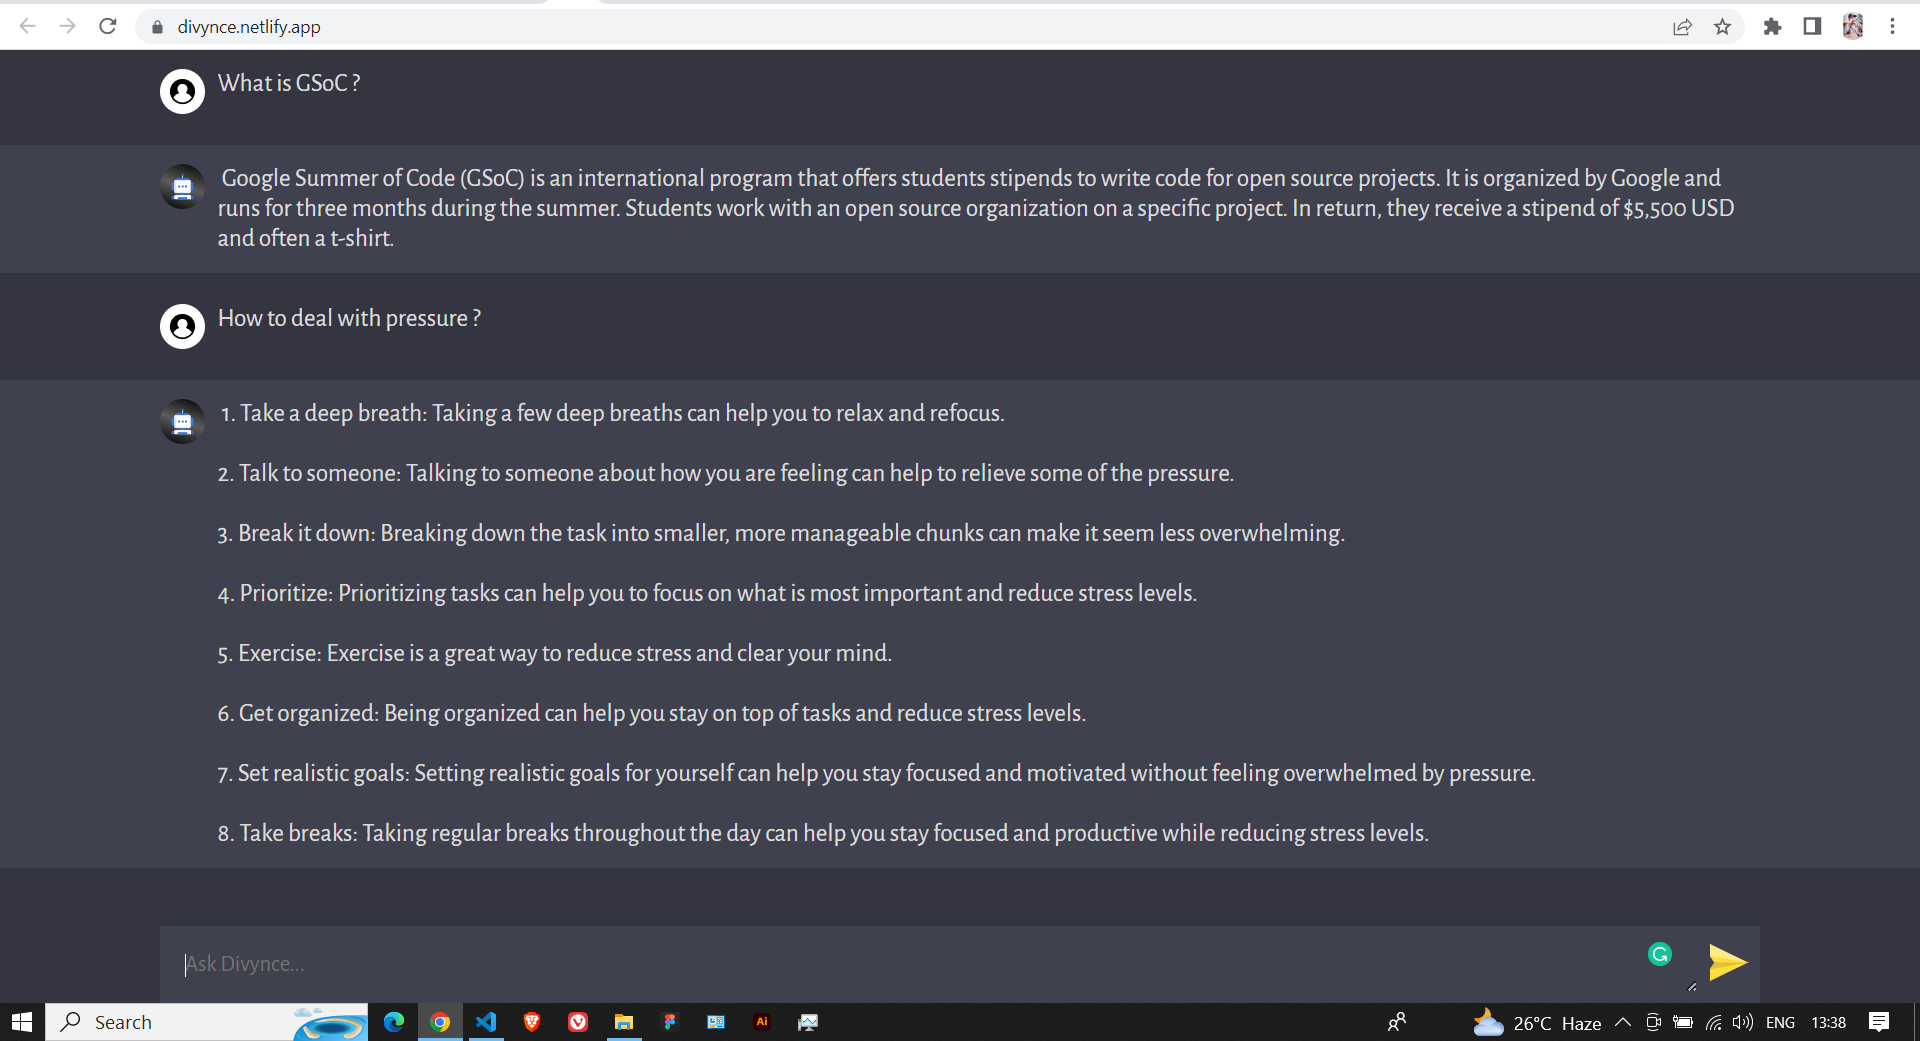 divynce.netlify.app
What is GSoC ?
Google Summer of Code (GSoC) is an international program that offers students stipends to write code for open source projects. It is organized by Google and
runs for three months during the summer. Students work with an open source organization on a specific project. In return, they receive a stipend of $5,500 USD
and often a t-shirt.
How to deal with pressure ?
1. Take a deep breath: Taking a few deep breaths can help you to relax and refocus.
2. Talk to someone: Talking to someone about how you are feeling can help to relieve some of the pressure.
3. Break it down: Breaking down the task into smaller, more manageable chunks can make it seem less overwhelming.
4. Prioritize: Prioritizing tasks can help you to focus on what is most important and reduce stress levels.
5. Exercise: Exercise is a great way to reduce stress and clear your mind.
6. Get organized: Being organized can help you stay on top of tasks and reduce stress levels.
7. Set realistic goals: Setting realistic goals for yourself can help you stay focused and motivated without feeling overwhelmed by pressure.
8. Take breaks: Taking regular breaks throughout the day can help you stay focused and productive while reducing stress levels.
Ask Divynce...
Search
Ai
26°C Haze
ENG
13:38